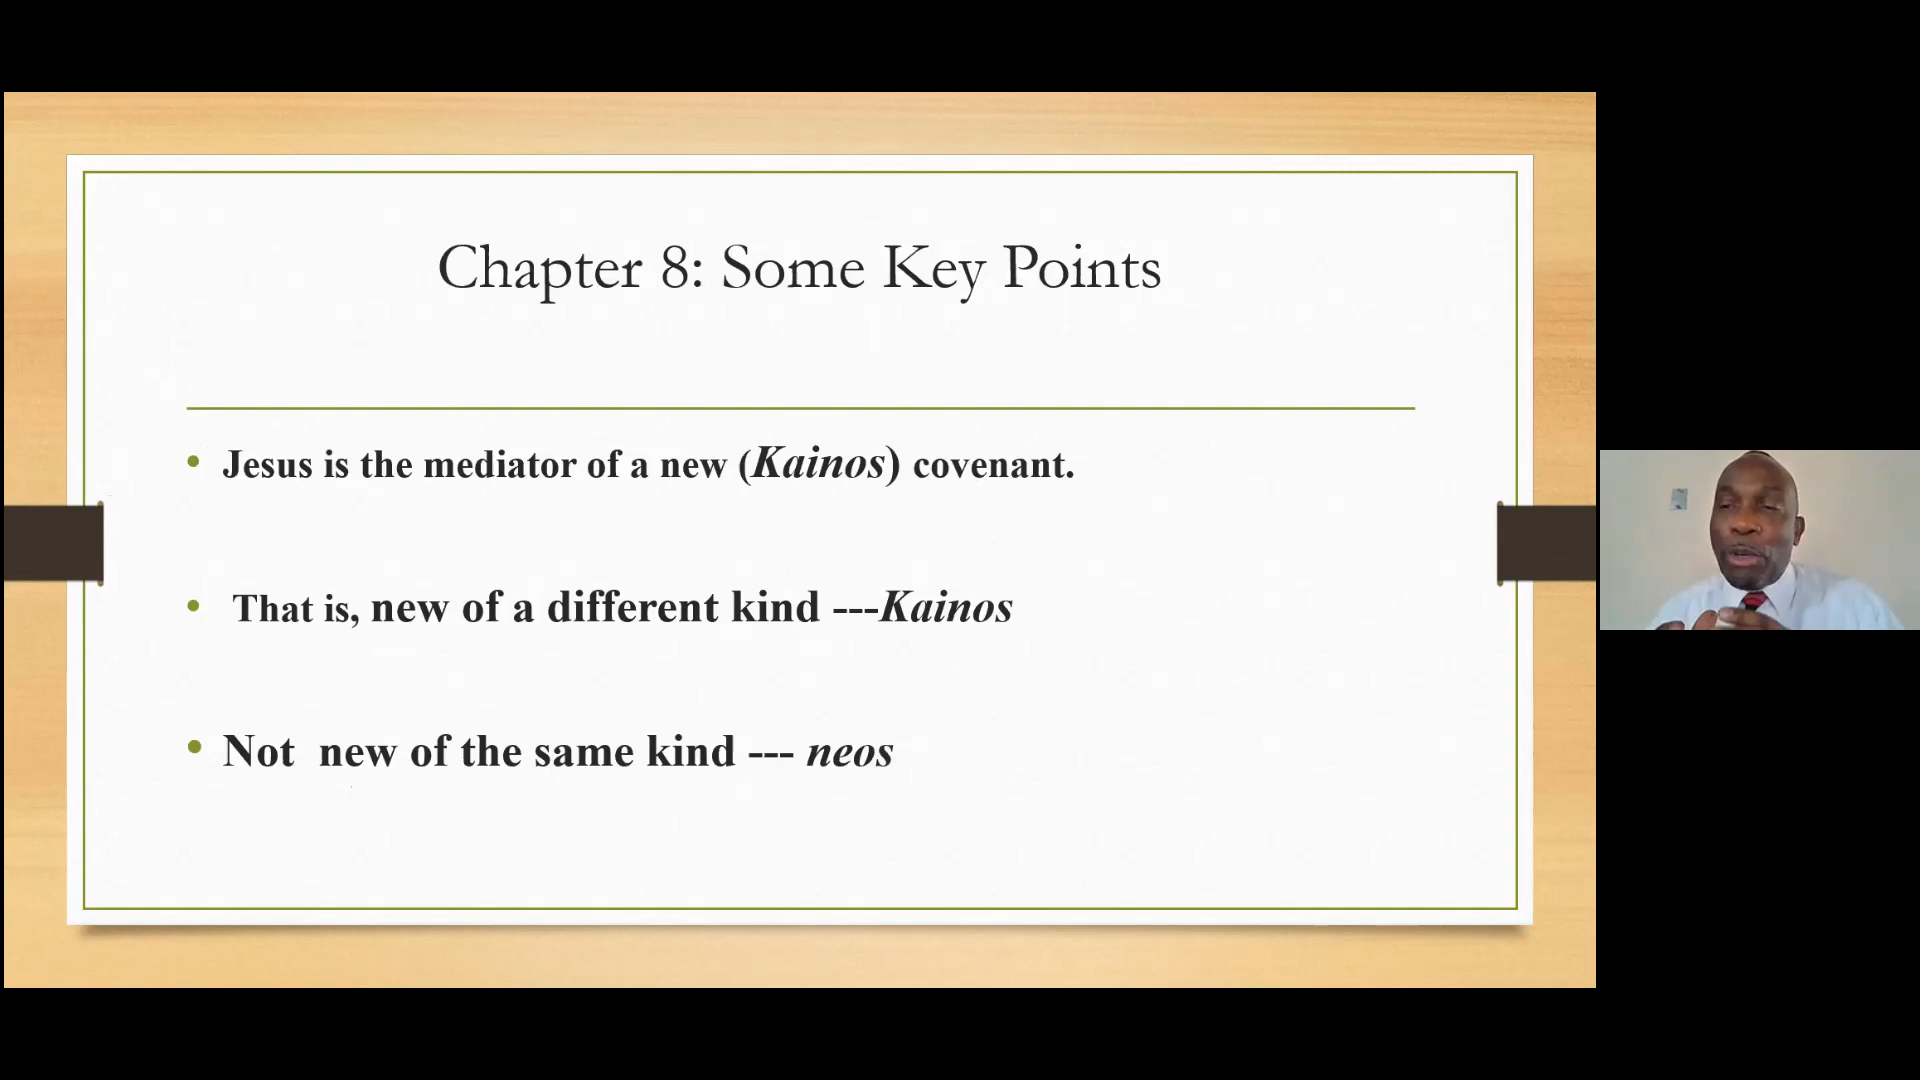 Chapter 8: Some Key Points
• Jesus is the mediator of a new (Kainos) covenant.
• That is, new of a different kind ---Kainos
• Not  new of the same kind --- neos